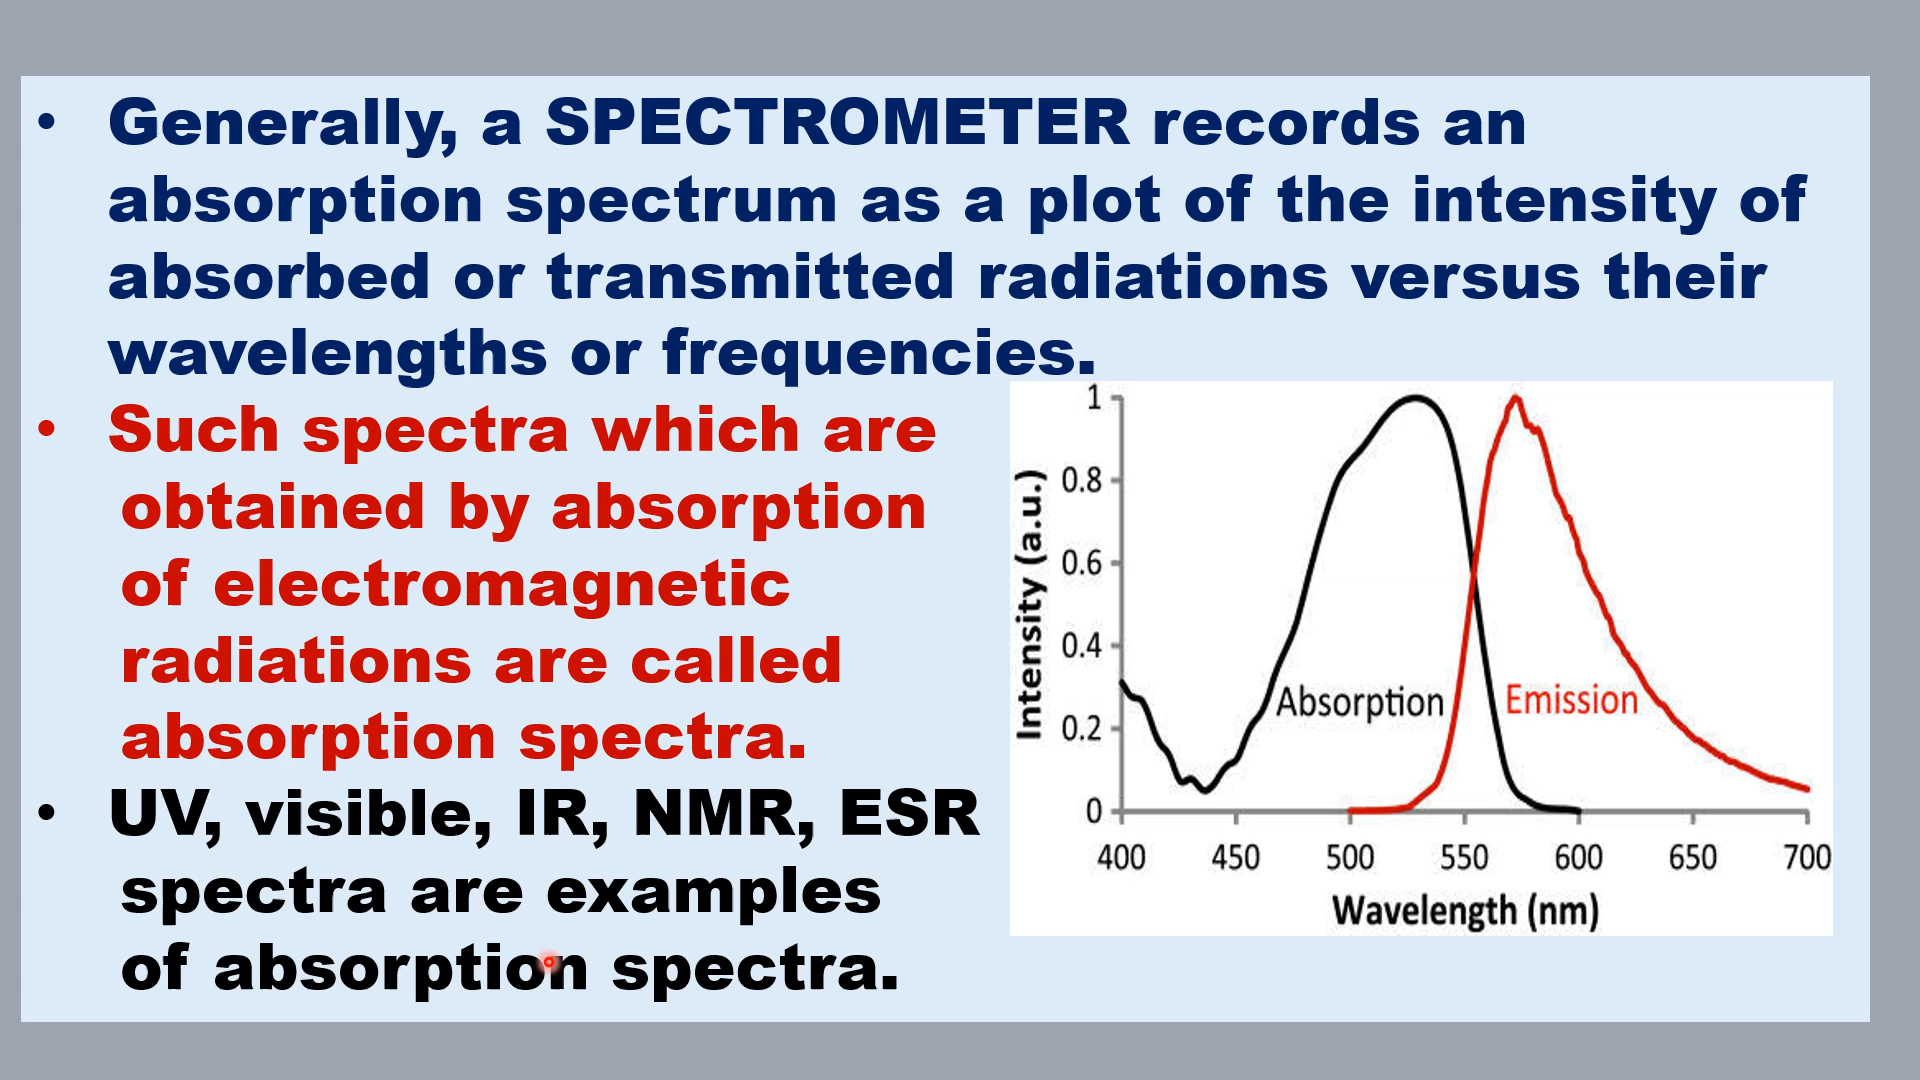 • Generally, a SPECTROMETER records an
absorption spectrum as a plot of the intensity of
absorbed or transmitted radiations versus their
wavelengths or frequencies.
• Such spectra which are
obtained by absorption
of electromagnetic
radiations are called
absorption spectra.
• UV, visible, IR, NMR, ESR
spectra are examples
of absorption spectra.
Intensity (a.u.)
1
0.8
0.6
0.4
0.2
0
Absorption
Emission
400 450 500 550 600 650 700
Wavelength (nm)